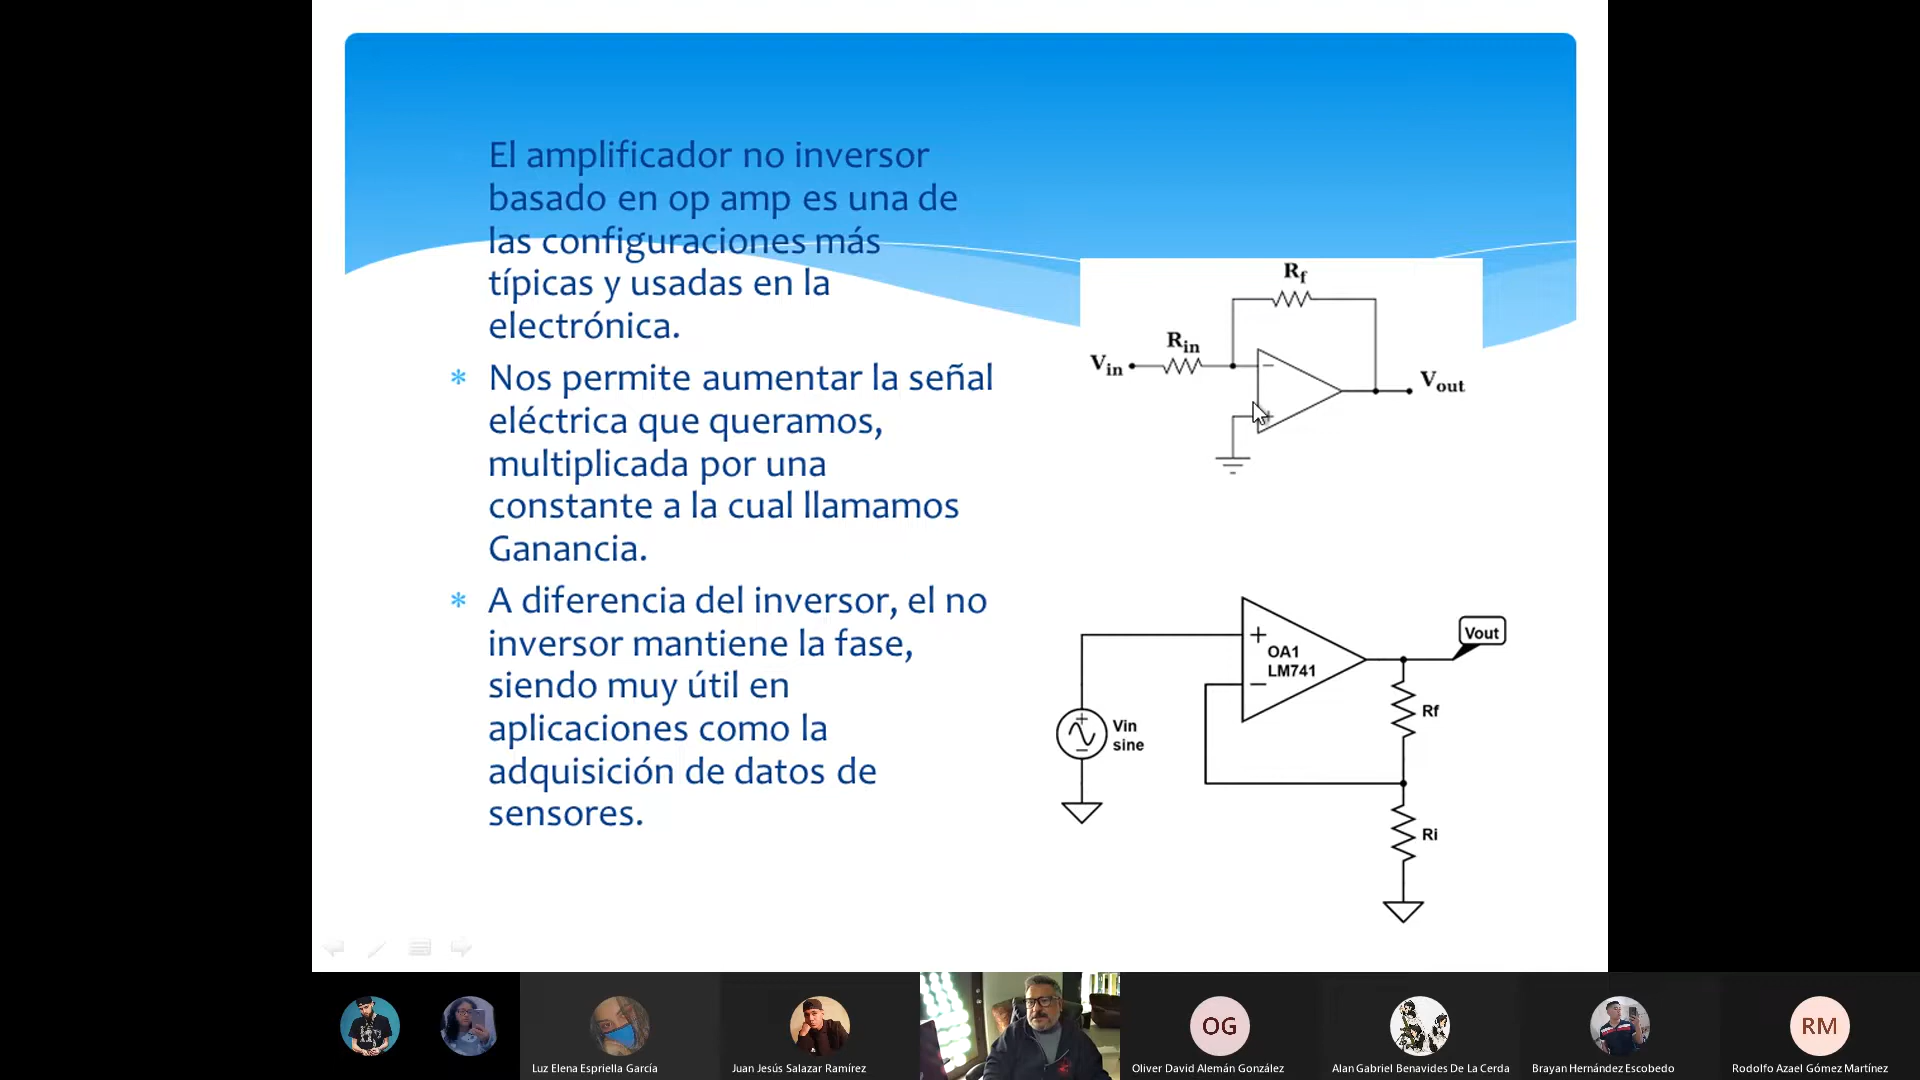 El amplificador no inversor
basado en op amp es una de
las configuraciones más
típicas y usadas en la
electrónica.
* Nos permite aumentar la señal
eléctrica que queramos,
multiplicada por una
constante a la cual llamamos
Ganancia.
* A diferencia del inversor, el no
inversor mantiene la fase,
siendo muy útil en
aplicaciones como la
adquisición de datos de
sensores.
Rf
Rin
Vin
Vout
Vout
OA1
LM741
Rf
Vin
sine
Ri
OG
RM
Luz Elena Espriella García
Juan Jesús Salazar Ramírez
Oliver David Alemán González
Alan Gabriel Benavides De La Cerda
Brayan Hernández Escobedo
Rodolfo Azael Gómez Martínez